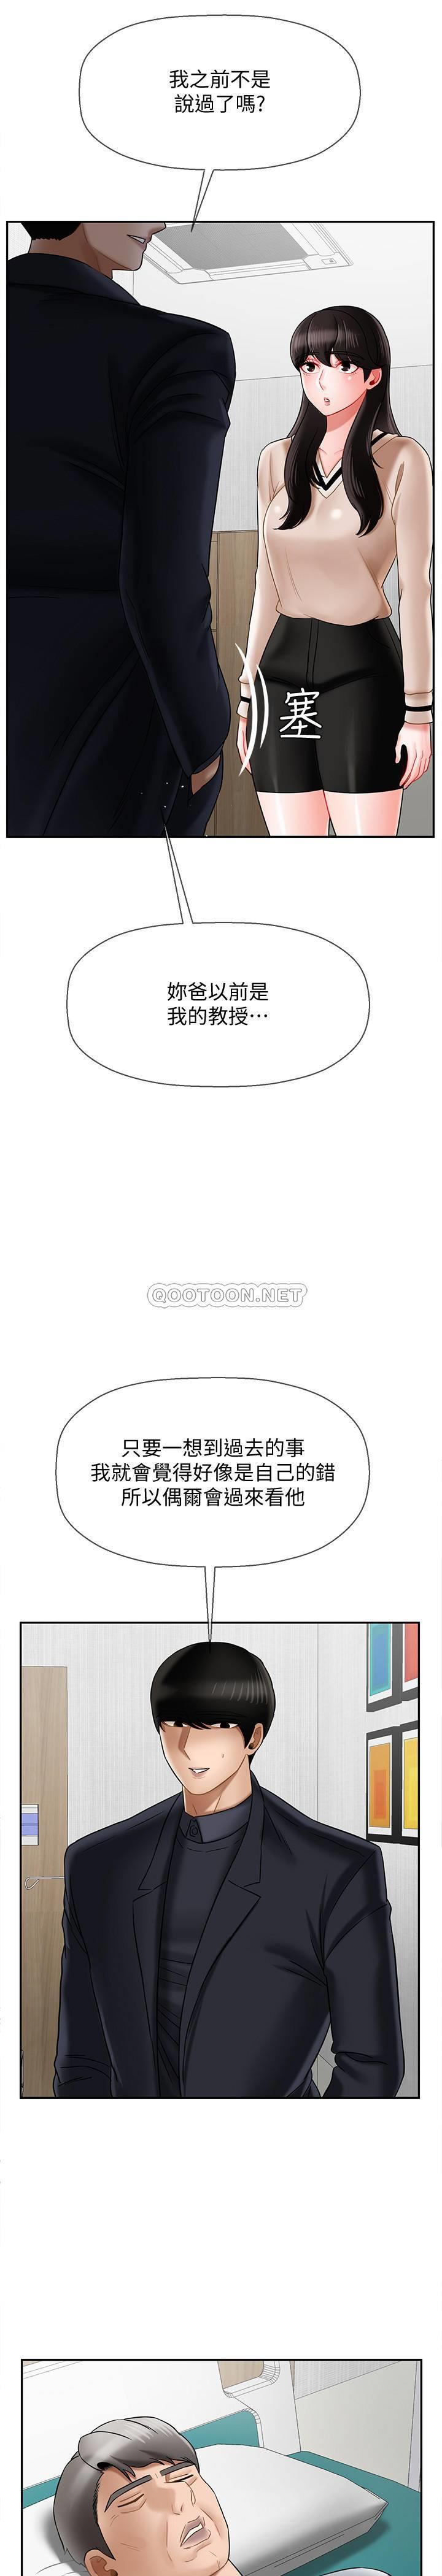 我之前不是
說過了嗎?
塞
妳爸以前是
我的教授…
QOOTOON.NET
只要一想到過去的事
我就會覺得好像是自己的錯
所以偶爾會過來看他